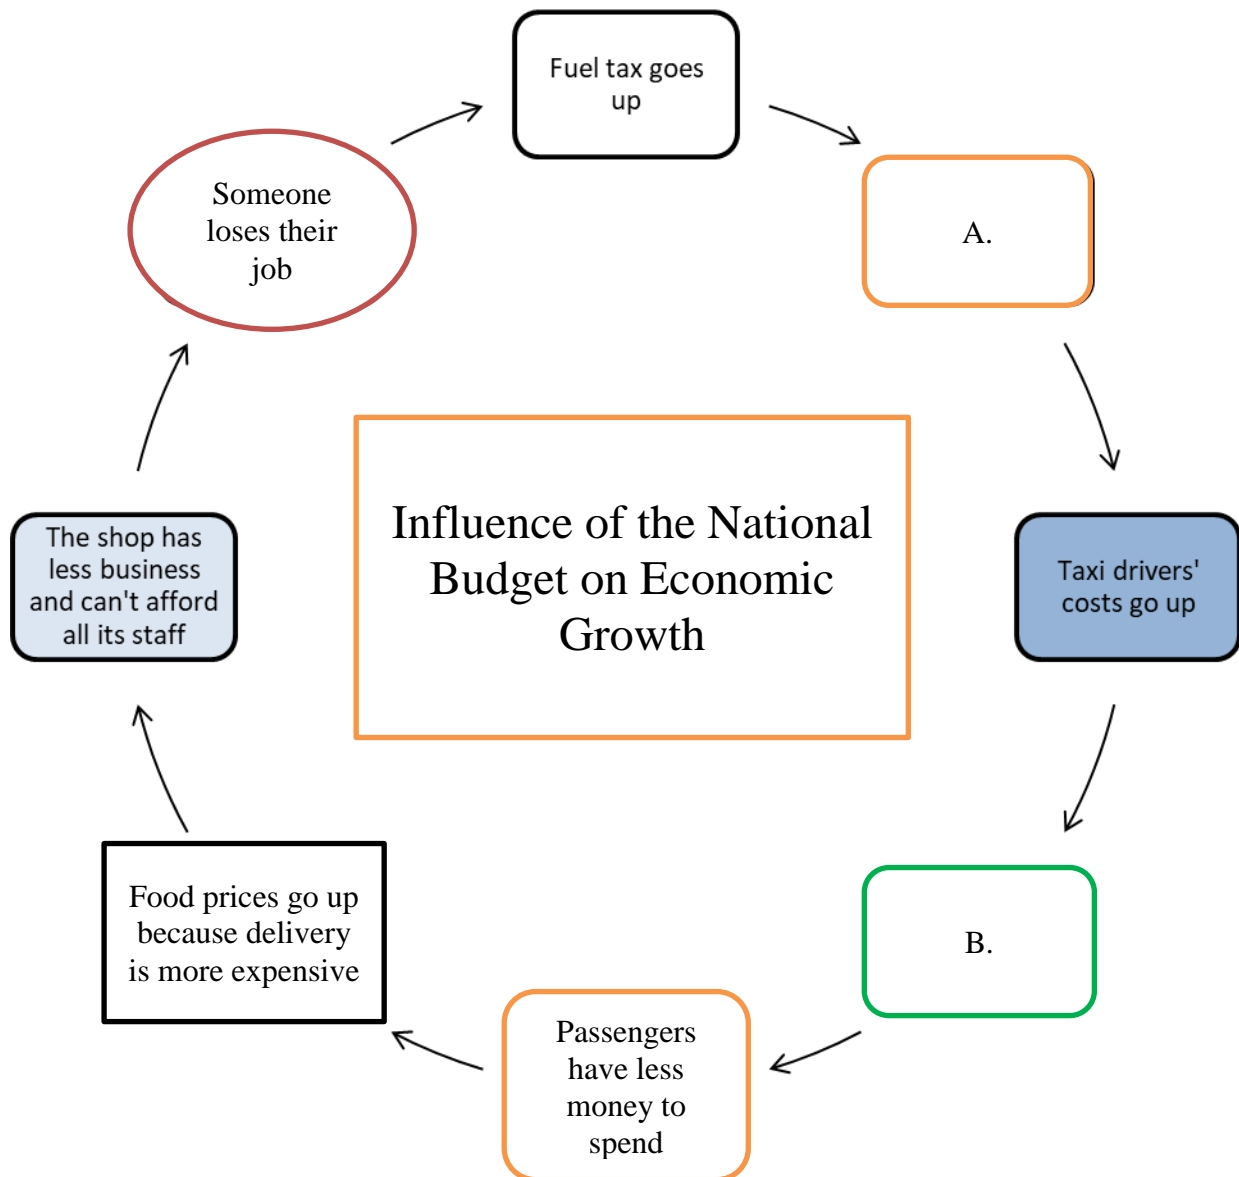 Fuel tax goes
up
A.
Taxi drivers'
costs go up
B.
Passengers
have less
money to
spend
Food prices go up
because delivery
is more expensive
The shop has
less business
and can't afford
all its staff
Someone
loses their
job
Influence of the National
Budget on Economic
Growth